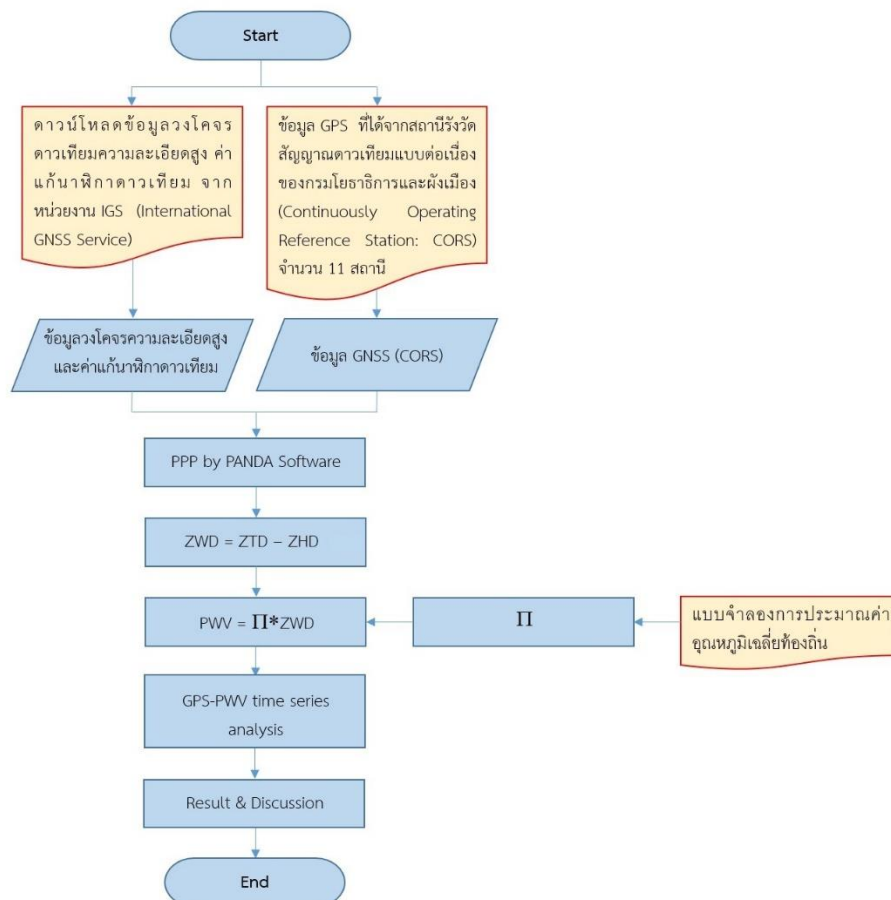 Start
ดาวน์โหลดข้อมูลวงโคจร
ดาวเทียมความละเอียดสูง ค่า
แก้นาฬิกาดาวเทียม จาก
หน่วยงาน IGS (International
GNSS Service)
ข้อมูล GPS ที่ได้จากสถานีรังวัด
สัญญาณดาวเทียมแบบต่อเนื่อง
ของกรมโยธาธิการและผังเมือง
(Continuously Operating
Reference Station: CORS)
จำนวน 11 สถานี
ข้อมูลวงโคจรความละเอียดสูง
และค่าแก้นาฬิกาดาวเทียม
ข้อมูล GNSS (CORS)
PPP by PANDA Software
ZWD = ZTD – ZHD
PWV = Π*ZWD
Π
แบบจำลองการประมาณค่า
อุณหภูมิเฉลี่ยท้องถิ่น
GPS-PWV time series
analysis
Result & Discussion
End